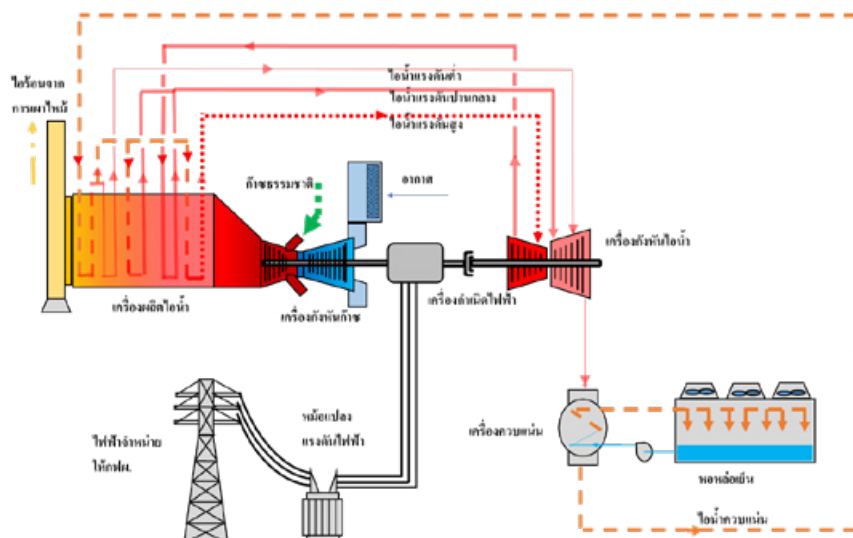 ไอร้อนจาก
การเผาไหม้
ไอน้ำแรงดันต่ำ
ไอน้ำแรงดันปานกลาง
ไอน้ำแรงดันสูง
ก๊าซธรรมชาติ
อากาศ
เครื่องกังหันไอน้ำ
เครื่องผลิตไอน้ำ
เครื่องกังหันก๊าซ
เครื่องกำเนิดไฟฟ้า
ไฟฟ้าจำหน่าย
ให้กฟผ.
หม้อแปลง
แรงดันไฟฟ้า
เครื่องควบแน่น
หอหล่อเย็น
ไอน้ำควบแน่น